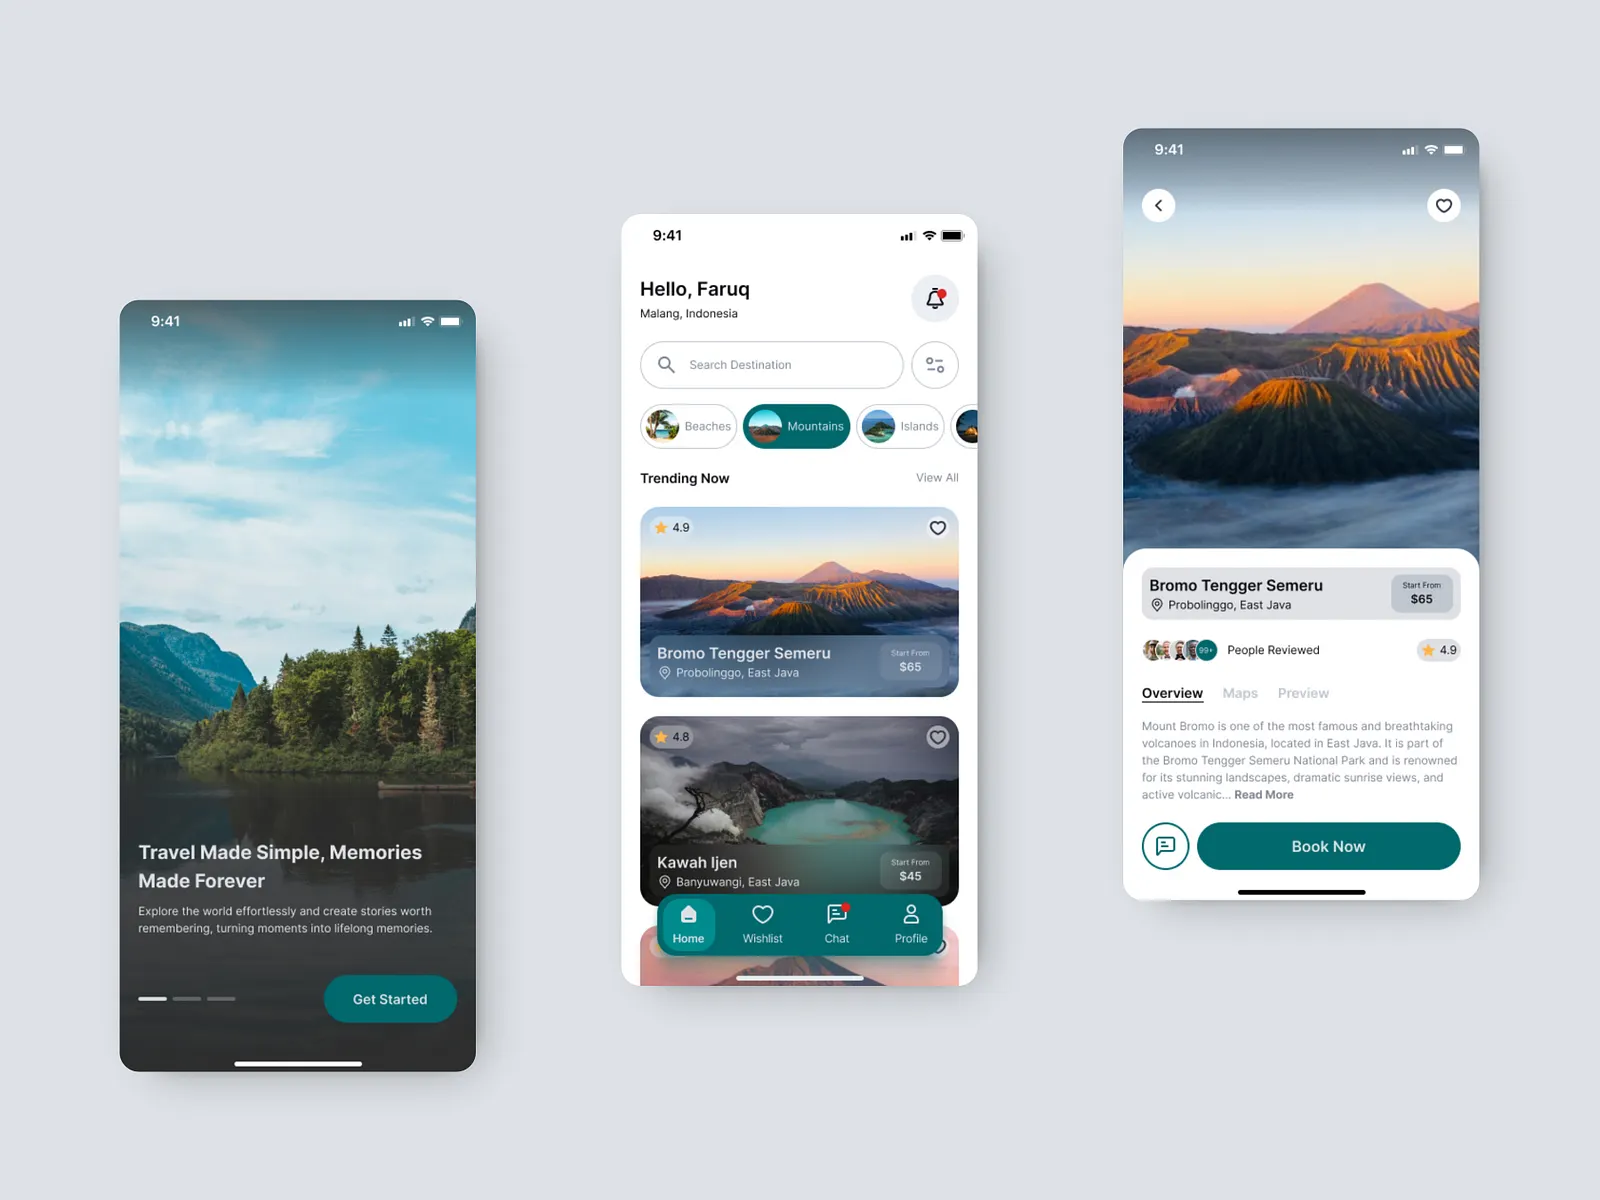 9:41
Travel Made Simple, Memories
Made Forever
Explore the world effortlessly and create stories worth
remembering, turning moments into lifelong memories.
Get Started
9:41
Hello, Faruq
Malang, Indonesia
Search Destination
Beaches
Mountains
Islands
Trending Now
View All
4.9
Bromo Tengger Semeru
Probolinggo, East Java
Start From
$65
4.8
Kawah Ijen
Banyuwangi, East Java
Start From
$45
Home
Wishlist
Chat
Profile
9:41
Bromo Tengger Semeru
Probolinggo, East Java
Start From
$65
99+
People Reviewed
4.9
Overview
Maps
Preview
Mount Bromo is one of the most famous and breathtaking
volcanoes in Indonesia, located in East Java. It is part of
the Bromo Tengger Semeru National Park and is renowned
for its stunning landscapes, dramatic sunrise views, and
active volcanic... Read More
Book Now